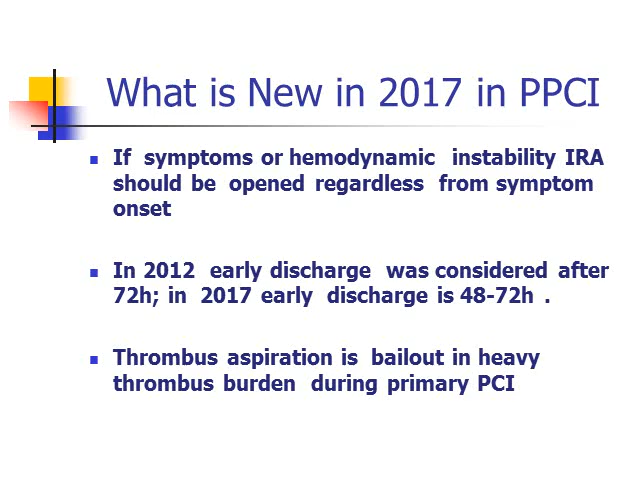 What is New in 2017 in PPCI
If symptoms or hemodynamic instability IRA
should be opened regardless from symptom
onset
In 2012 early discharge was considered after
72h; in 2017 early discharge is 48-72h .
Thrombus aspiration is bailout in heavy
thrombus burden during primary PCI